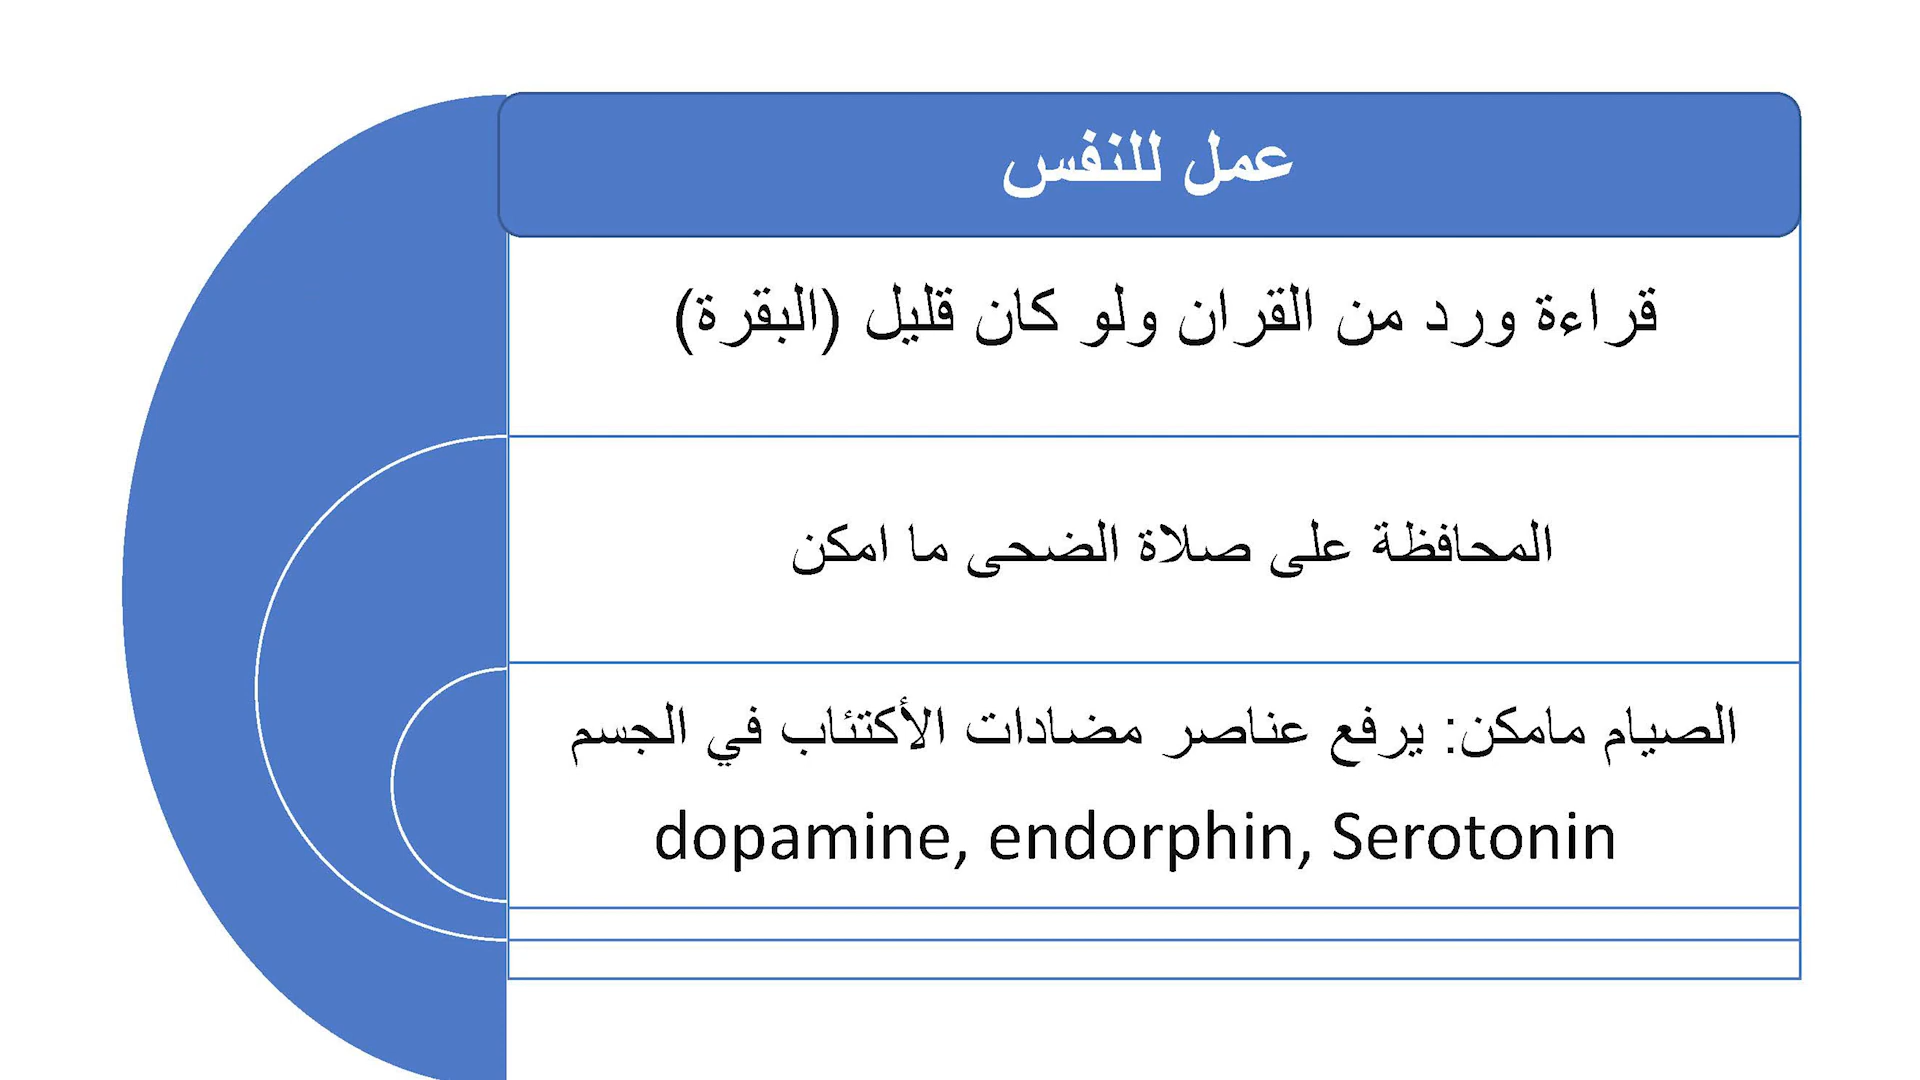 عمل للنفس
قراءة ورد من القران ولو كان قليل (البقرة)
المحافظة على صلاة الضحى ما امكن
الصيام مامكن: يرفع عناصر مضادات الأكتئاب في الجسم
dopamine, endorphin, Serotonin